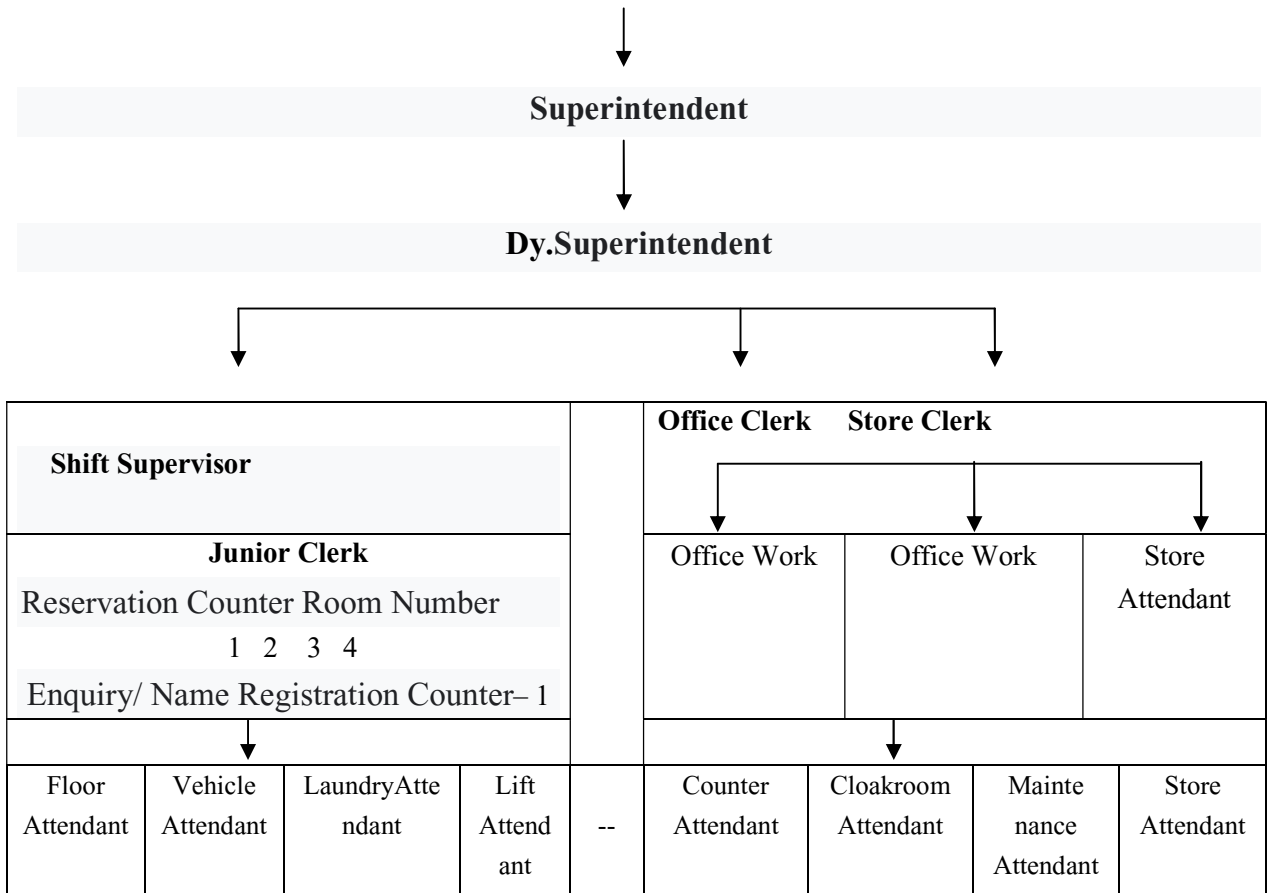 Superintendent
Dy.Superintendent
Shift Supervisor
Office Clerk Store Clerk
Junior Clerk
Reservation Counter Room Number
1 2 3 4
Enquiry/ Name Registration Counter– 1
Office Work
Office Work
Store
Attendant
Floor
Attendant
Vehicle
Attendant
LaundryAtte
ndant
Lift
Attend
ant
--
Counter
Attendant
Cloakroom
Attendant
Mainte
nance
Attendant
Store
Attendant